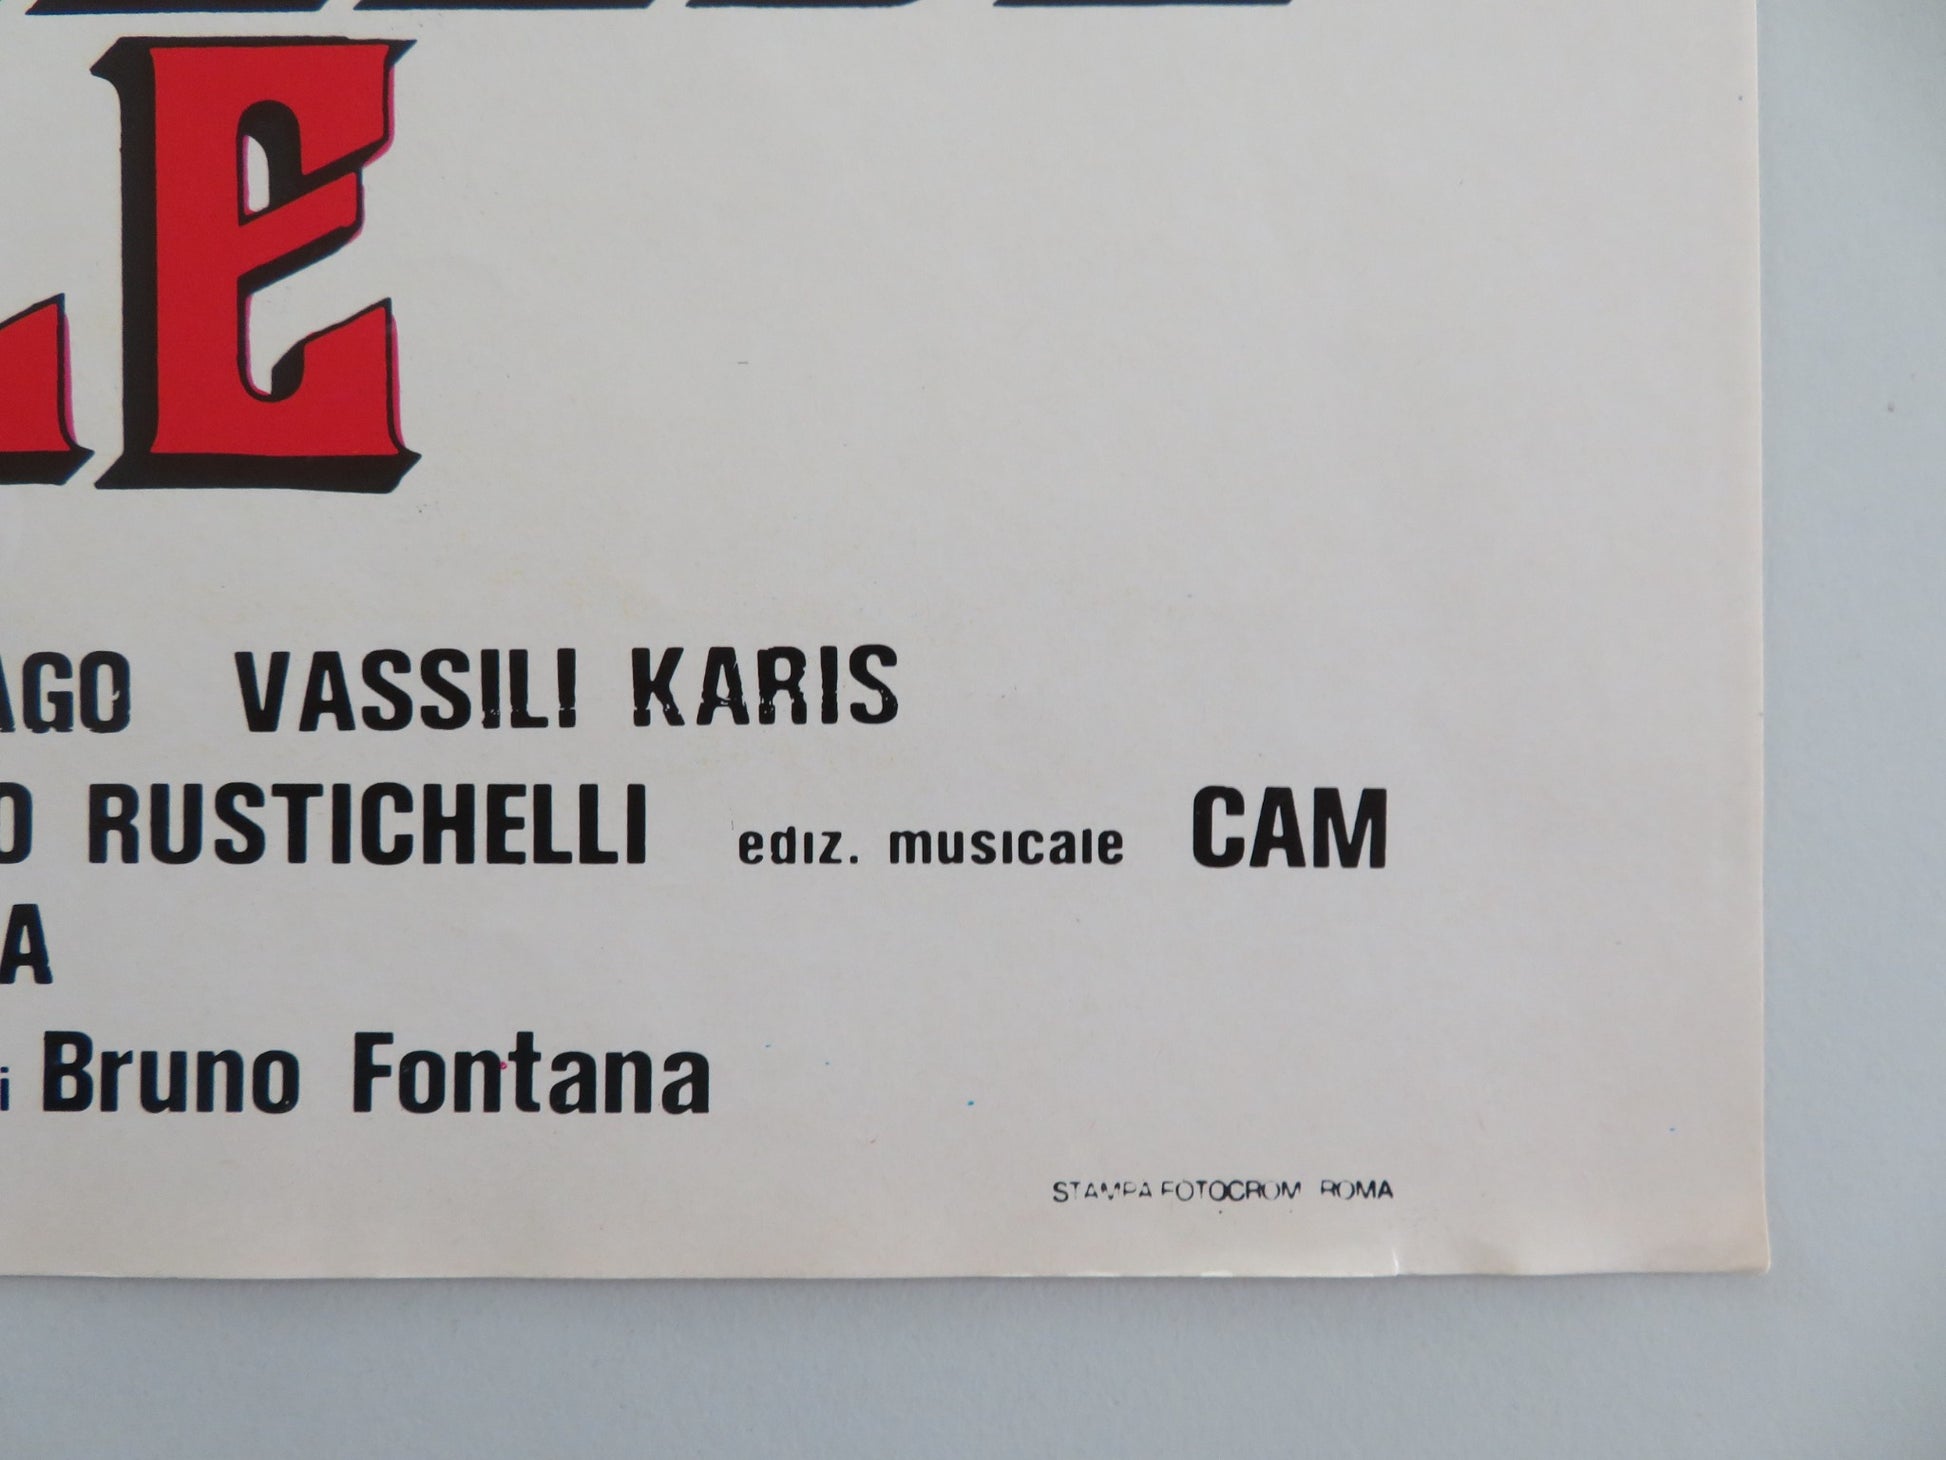 LE
AGO VASSILI KARIS
O RUSTICHELLI ediz. musicale CAM
A
i Bruno Fontana
STAMPA FOTOCROM ROMA